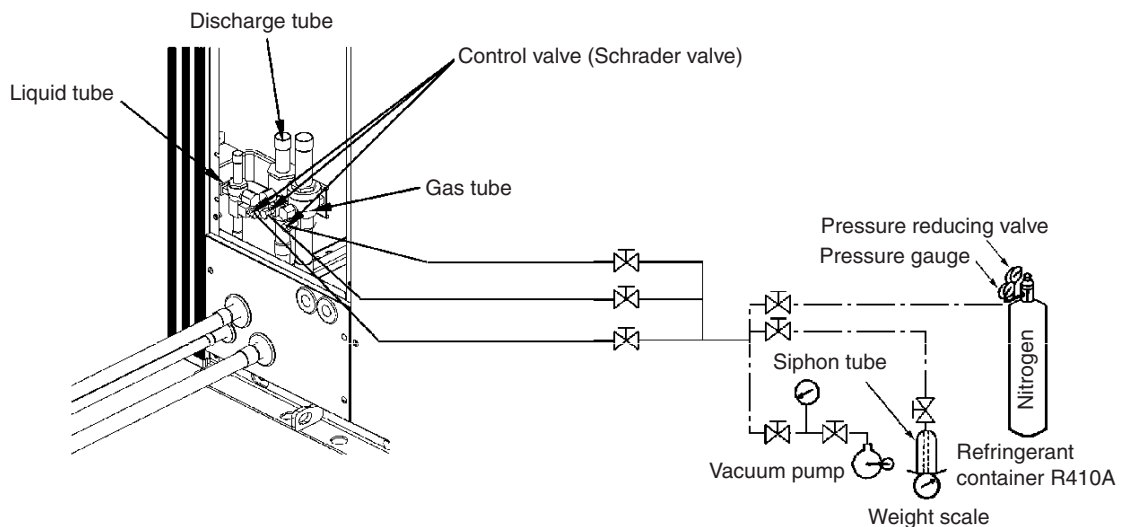 Discharge tube
Control valve (Schrader valve)
Liquid tube
Gas tube
Pressure reducing valve
Pressure gauge
Siphon tube
Nitrogen
Vacuum pump
Refringerant
container R410A
Weight scale